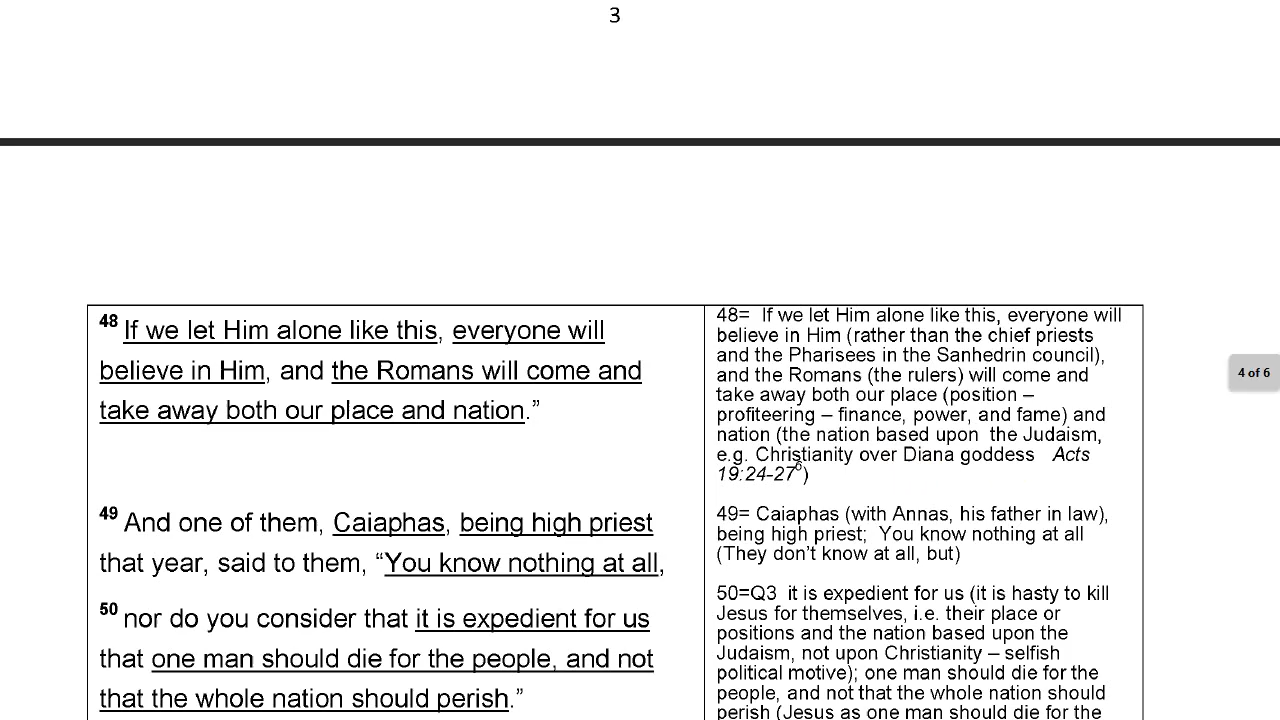 3
48 If we let Him alone like this, everyone will
believe in Him, and the Romans will come and
take away both our place and nation.”
49 And one of them, Caiaphas, being high priest
that year, said to them, “You know nothing at all,
50 nor do you consider that it is expedient for us
that one man should die for the people, and not
that the whole nation should perish.”
48= If we let Him alone like this, everyone will
believe in Him (rather than the chief priests
and the Pharisees in the Sanhedrin council),
and the Romans (the rulers) will come and
take away both our place (position –
profiteering – finance, power, and fame) and
nation (the nation based upon the Judaism,
e.g. Christianity over Diana goddess Acts
19:24-276)
49= Caiaphas (with Annas, his father in law),
being high priest; You know nothing at all
(They don’t know at all, but)
50=Q3 it is expedient for us (it is hasty to kill
Jesus for themselves, i.e. their place or
positions and the nation based upon the
Judaism, not upon Christianity – selfish
political motive); one man should die for the
people, and not that the whole nation should
perish (Jesus as one man should die for the
4 of 6